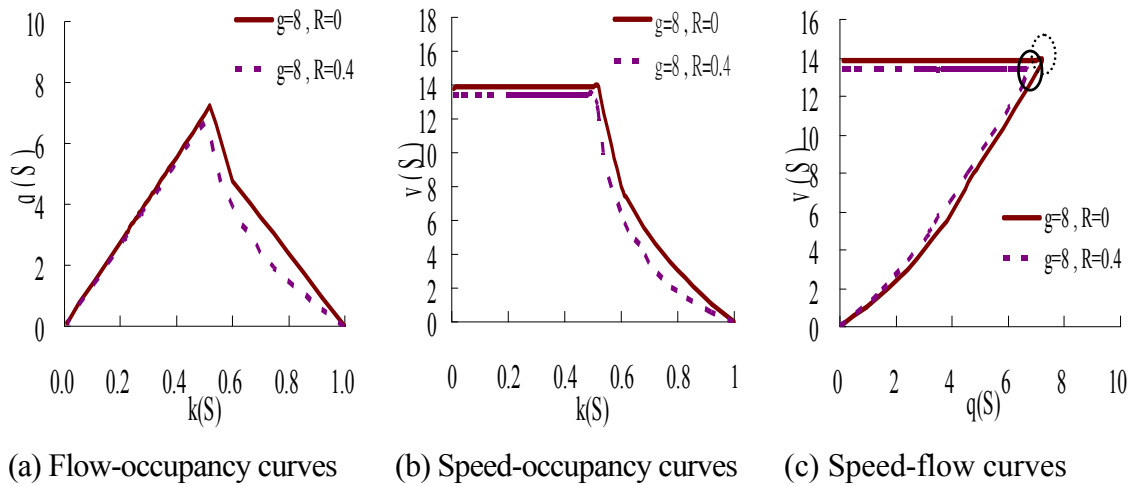 10
8
6
4
2
0
q(S)
g=8 , R=0
g=8 , R=0.4
0.0 0.2 0.4 0.6 0.8 1.0
k(S)
(a) Flow-occupancy curves
18
16
14
12
10
8
6
4
2
0
v(S)
g=8, R=0
g=8, R=0.4
0 0.2 0.4 0.6 0.8 1
k(S)
(b) Speed-occupancy curves
16
14
12
10
8
6
4
2
0
v(S)
g=8 , R=0
g=8 , R=0.4
0 2 4 6 8 10
q(S)
(c) Speed-flow curves